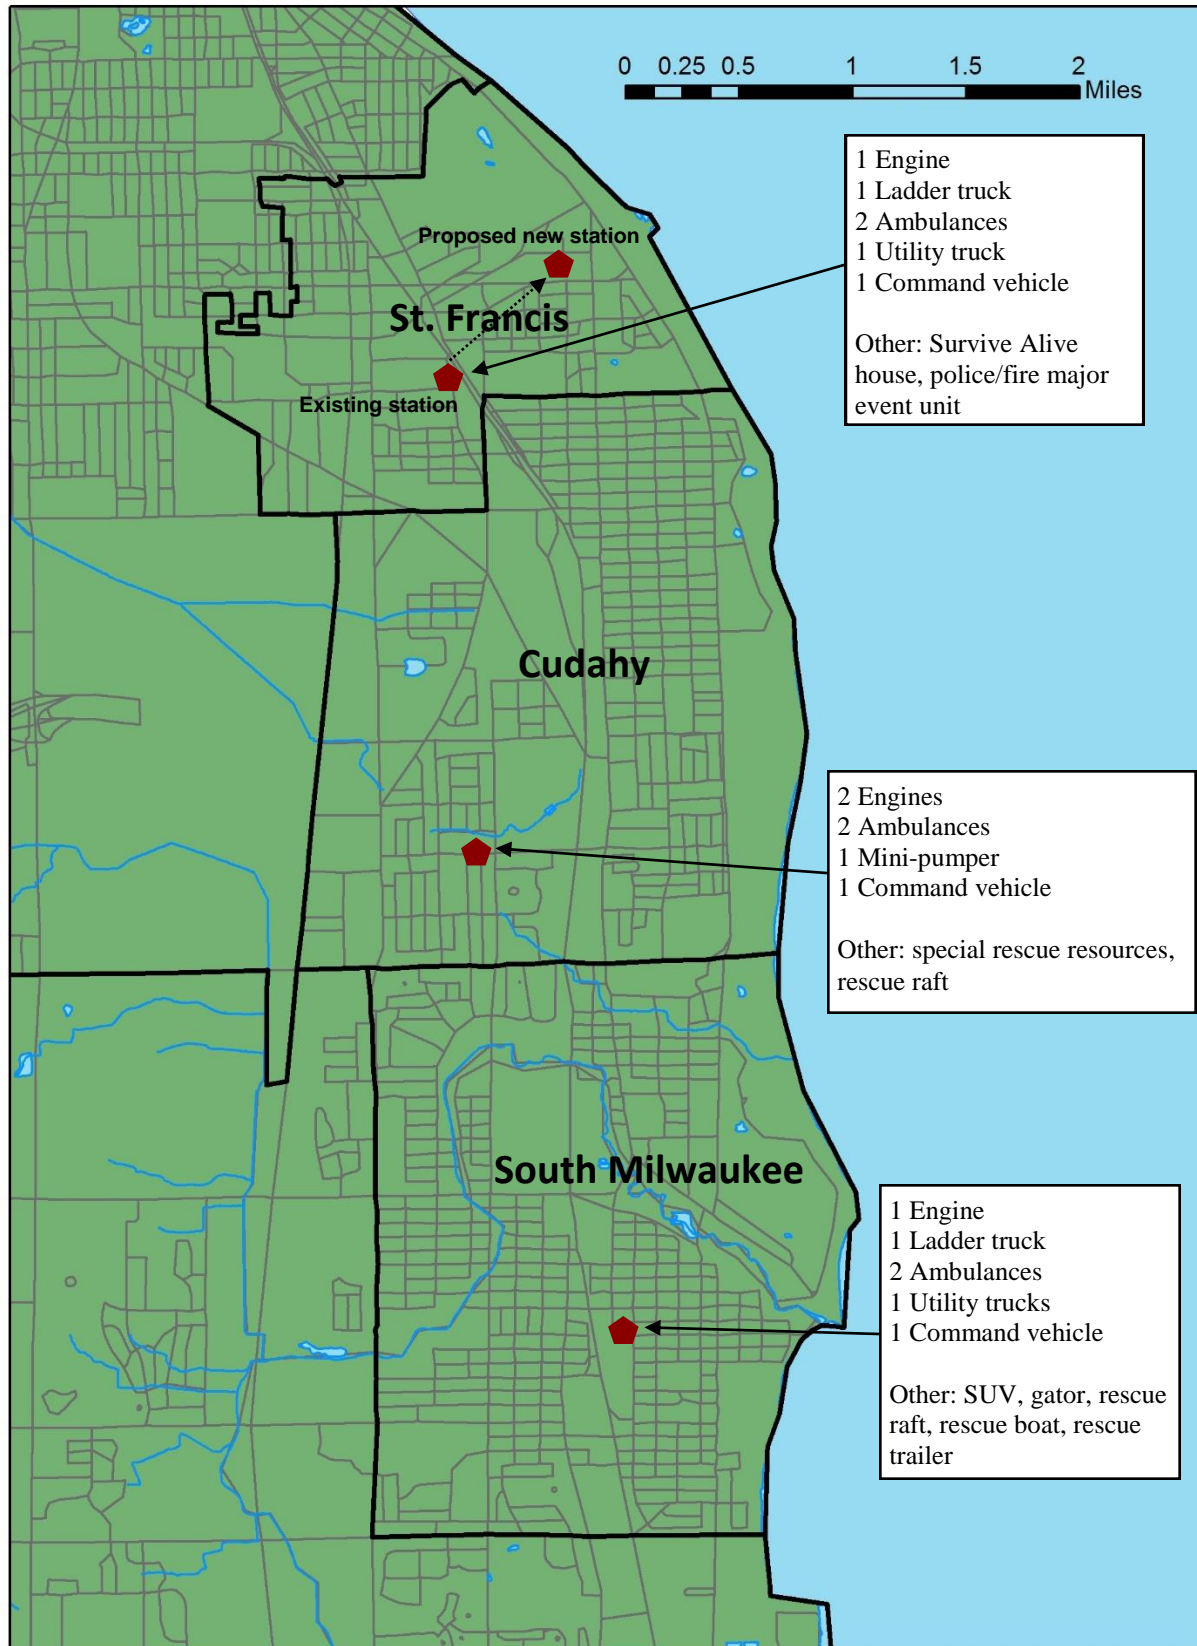 0 0.25 0.5 1 1.5 2
Miles
1 Engine
1 Ladder truck
2 Ambulances
1 Utility truck
1 Command vehicle
Other: Survive Alive
house, police/fire major
event unit
Proposed new station
St. Francis
Existing station
Cudahy
2 Engines
2 Ambulances
1 Mini-pumper
1 Command vehicle
Other: special rescue resources,
rescue raft
South Milwaukee
1 Engine
1 Ladder truck
2 Ambulances
1 Utility trucks
1 Command vehicle
Other: SUV, gator, rescue
raft, rescue boat, rescue
trailer